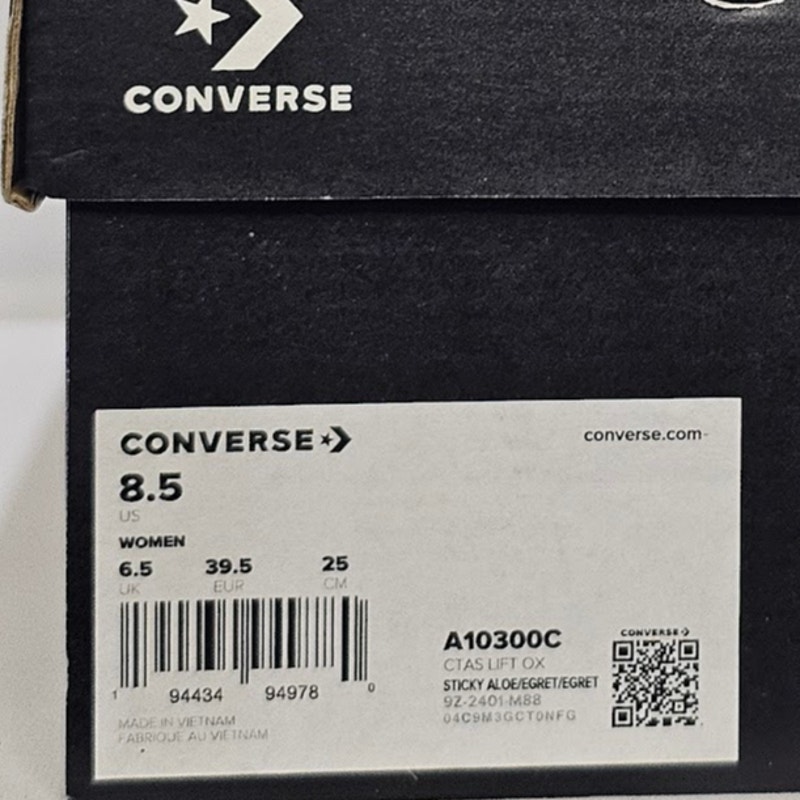 CONVERSE
CONVERSE
converse.com
8.5
US
WOMEN
6.5 39.5 25
UK EUR CM
1 94434 94978 0
MADE IN VIETNAM
FABRIQUE AU VIETNAM
CONVERSE
A10300C
CTAS LIFT OX
STICKY ALOE/EGRET/EGRET
9Z-2401 M88
04C9M3GCT0NFG